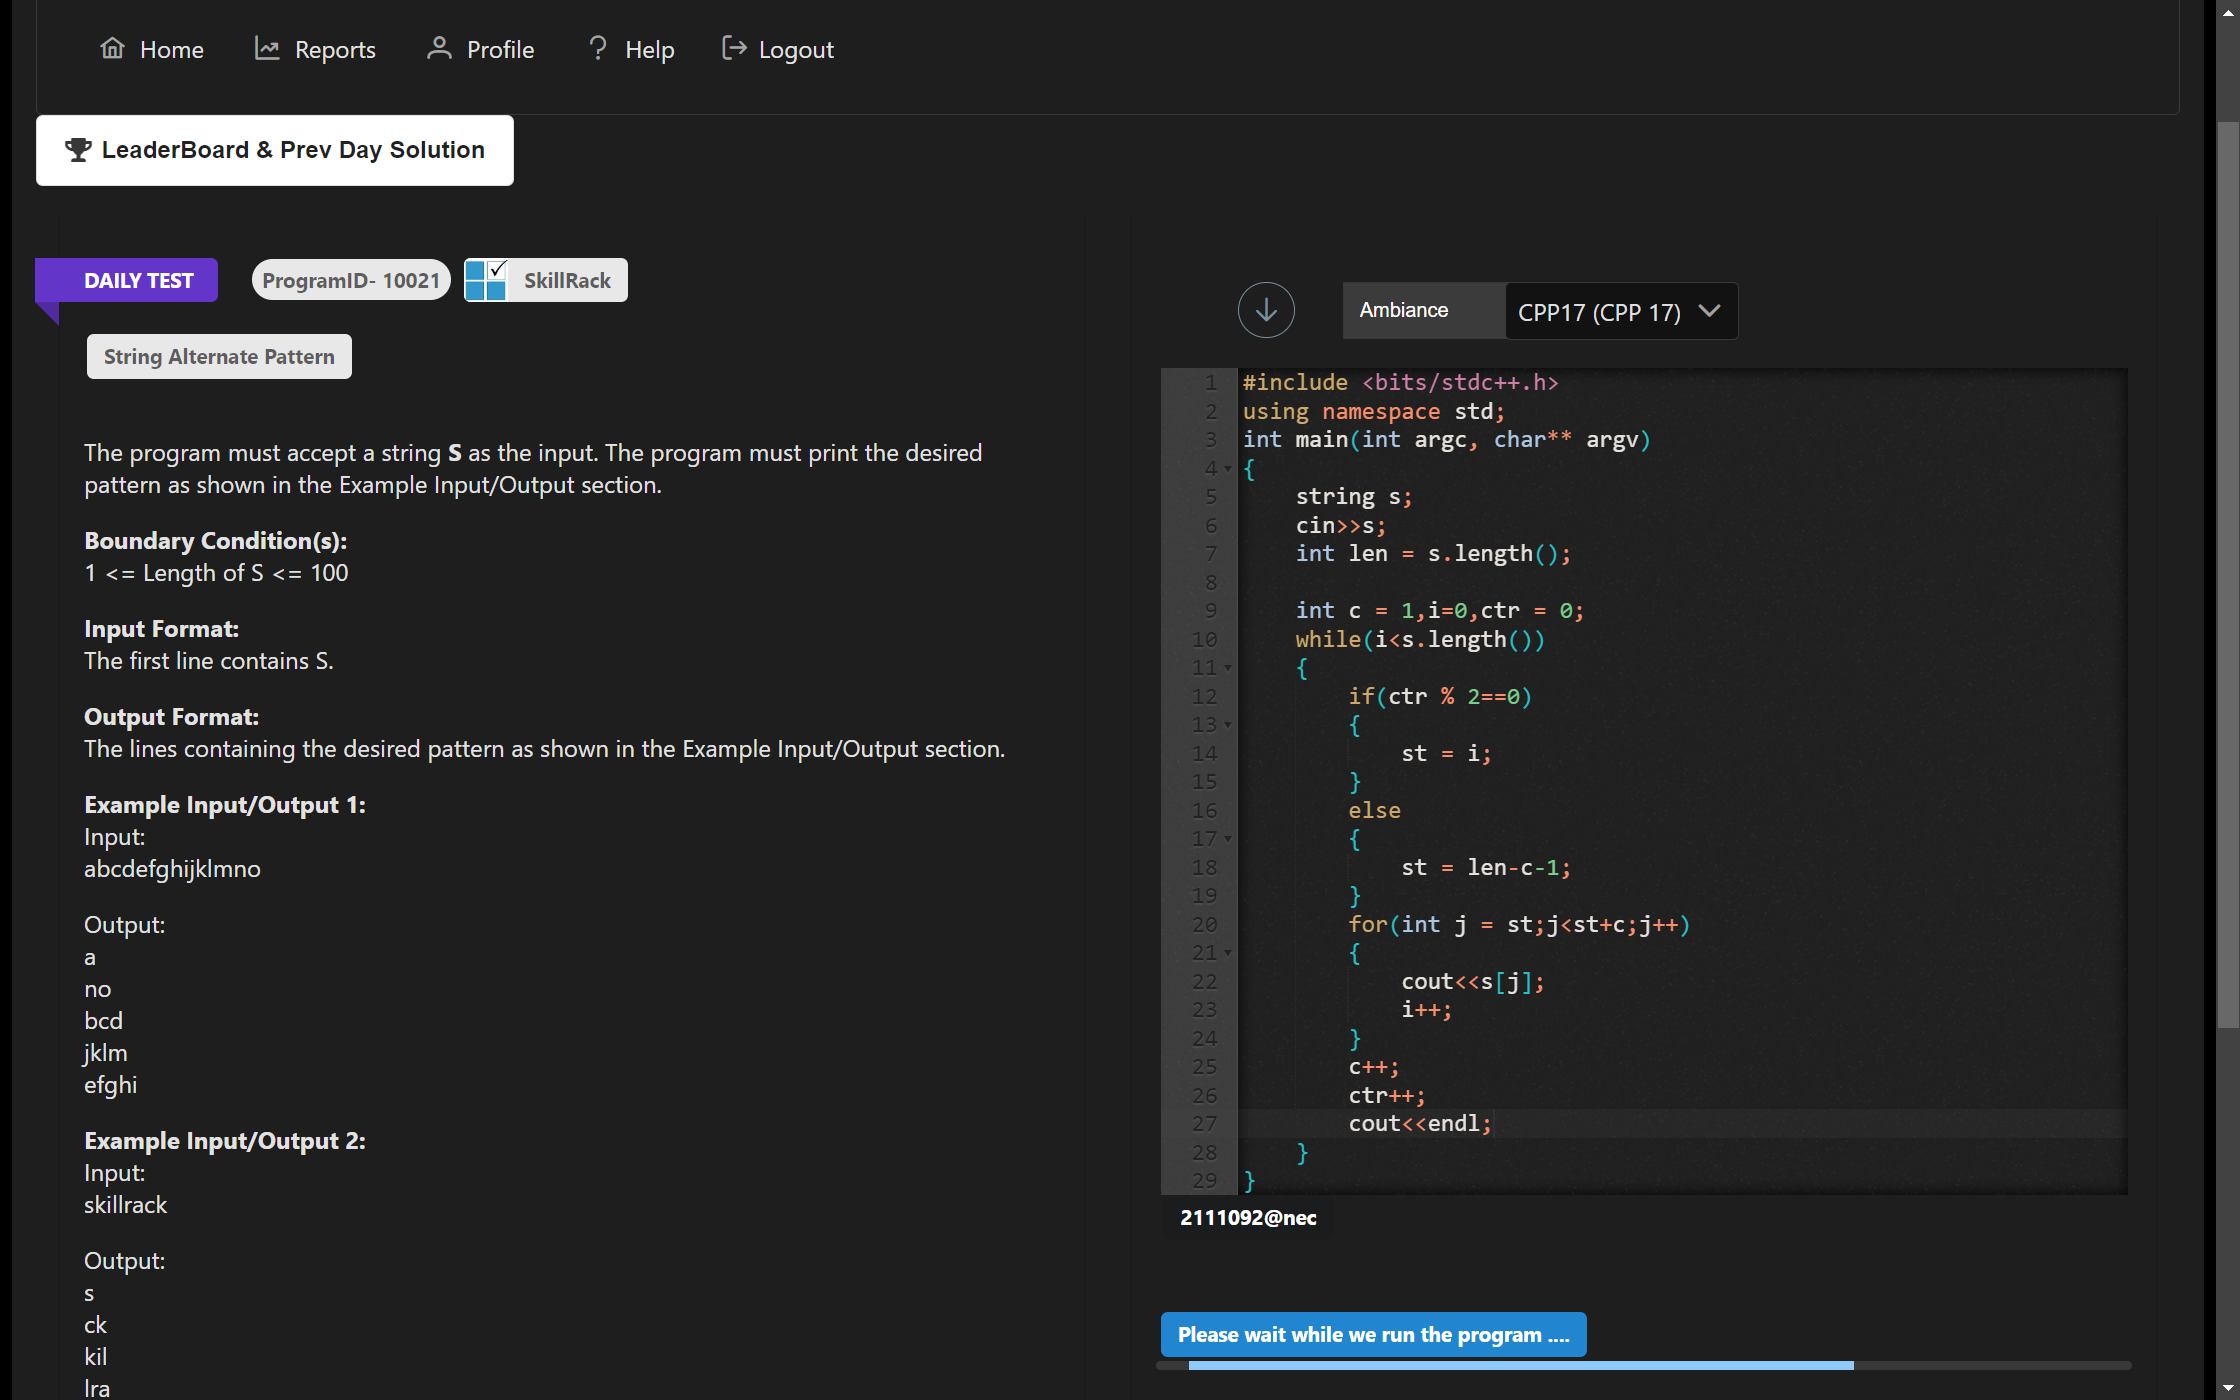 Home Reports Profile Help Logout
LeaderBoard & Prev Day Solution
DAILY TEST ProgramID- 10021 SkillRack
String Alternate Pattern
The program must accept a string S as the input. The program must print the desired
pattern as shown in the Example Input/Output section.
Boundary Condition(s):
1 <= Length of S <= 100
Input Format:
The first line contains S.
Output Format:
The lines containing the desired pattern as shown in the Example Input/Output section.
Example Input/Output 1:
Input:
abcdefghijklmno
Output:
a
no
bcd
jklm
efghi
Example Input/Output 2:
Input:
skillrack
Output:
s
ck
kil
lra
Ambiance CPP17 (CPP 17)
1 #include <bits/stdc++.h>
2 using namespace std;
3 int main(int argc, char** argv)
4 {
5 string s;
6 cin>>s;
7 int len = s.length();
8
9 int c = 1,i=0,ctr = 0;
10 while(i<s.length())
11 {
12 if(ctr % 2==0)
13 {
14 st = i;
15 }
16 else
17 {
18 st = len-c-1;
19 }
20 for(int j = st;j<st+c;j++)
21 {
22 cout<<s[j];
23 i++;
24 }
25 c++;
26 ctr++;
27 cout<<endl;
28 }
29 }
2111092@nec
Please wait while we run the program ....